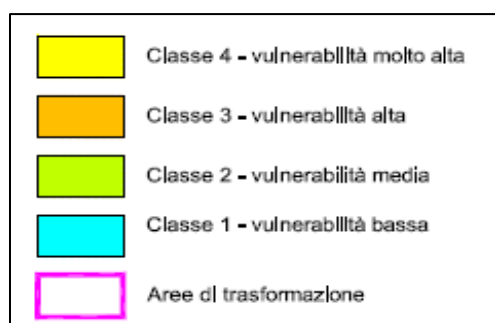 Classe 4 - vulnerabilità molto alta
Classe 3 - vulnerabilità alta
Classe 2 - vulnerabilità media
Classe 1 - vulnerabilità bassa
Aree di trasformazione